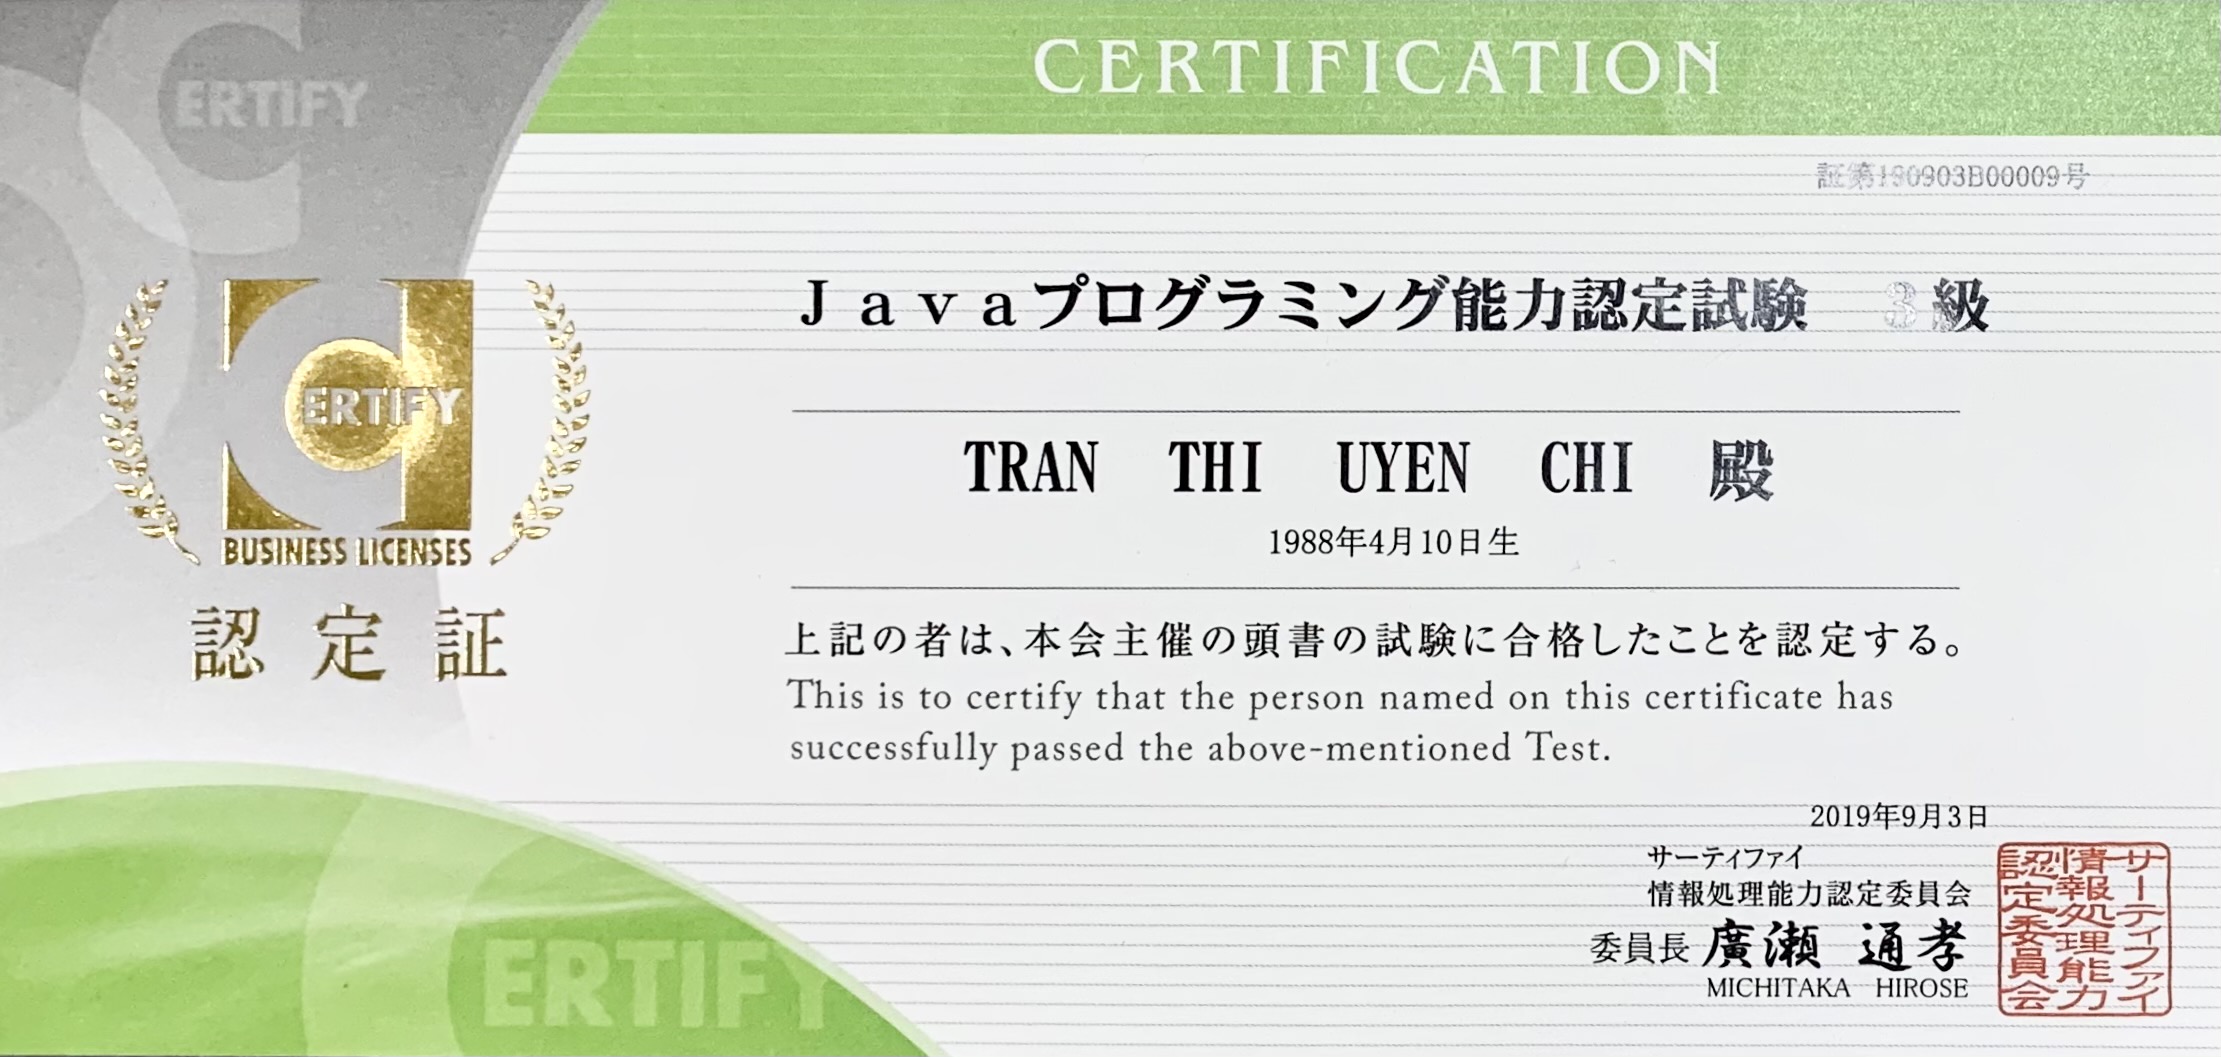 ERTIFY
CERTIFICATION
証第190903B00009号
Javaプログラミング能力認定試験 3級
CERTIFY
BUSINESS LICENSES
認定証
TRAN THI UYEN CHI 殿
1988年4月10日生
上記の者は、本会主催の頭書の試験に合格したことを認定する。
This is to certify that the person named on this certificate has
successfully passed the above-mentioned Test.
2019年9月3日
サーティファイ
情報処理能力認定委員会
委員長 廣瀬 通孝
MICHITAKA HIROSE
サーティファイ
情報処理能力
認定委員会
ERTIFY